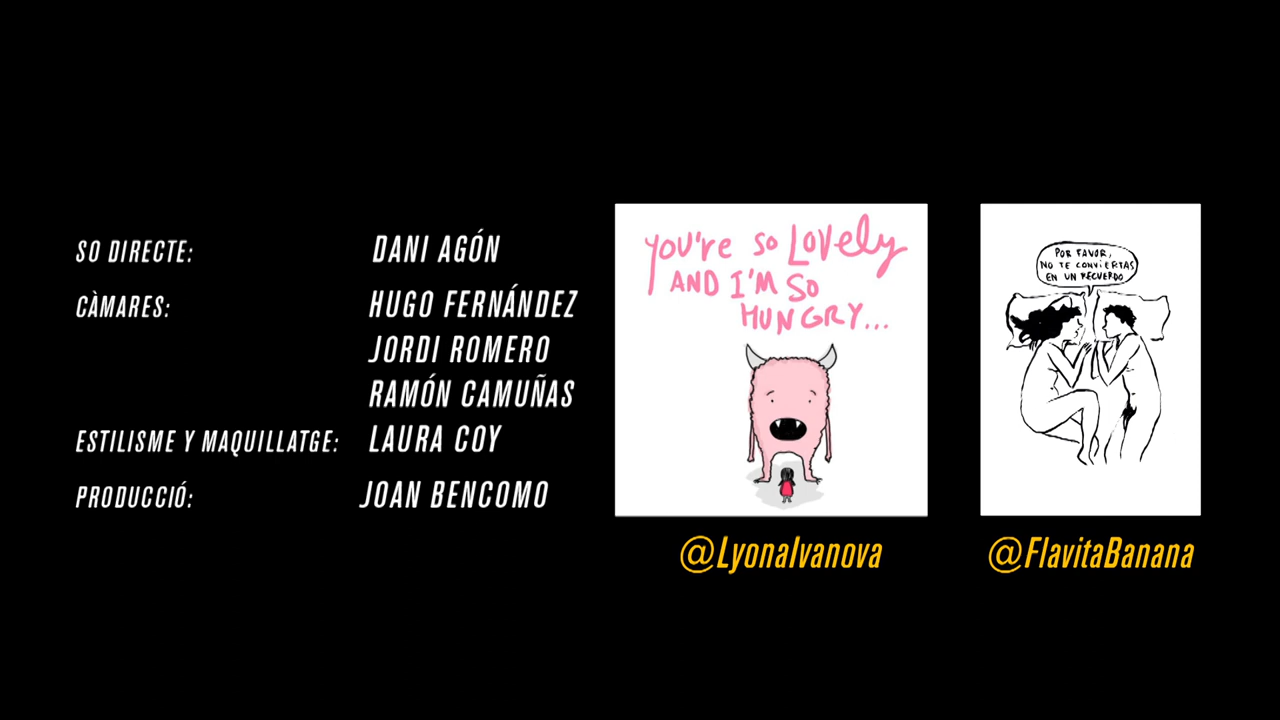 SO DIRECTE: DANI AGÓN
CÀMARES: HUGO FERNÁNDEZ
JORDI ROMERO
RAMÓN CAMUÑAS
ESTILISME Y MAQUILLATGE: LAURA COY
PRODUCCIÓ: JOAN BENCOMO
YOU'RE SO LOVELY
AND I'M SO
HUNGRY...
@LyonaIvanova
POR FAVOR,
NO TE CONVIERTAS
EN UN RECUERDO
@FlavitaBanana